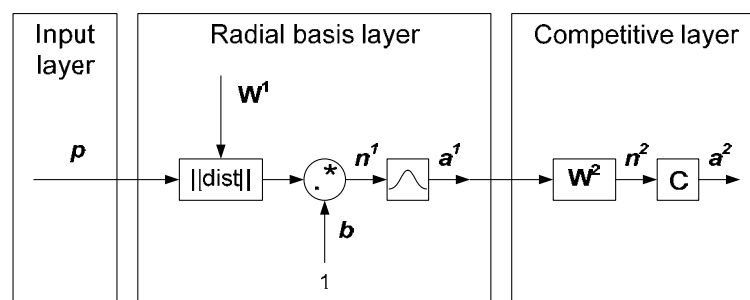 Input layer
Radial basis layer
Competitive layer
W¹
p
||dist||
.*
n¹
a¹
b
1
W²
n²
C
a²